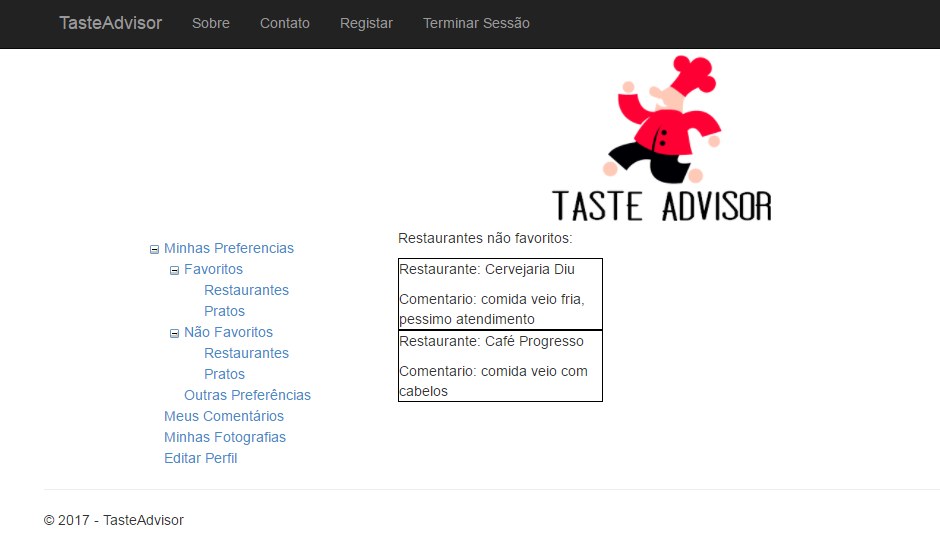 TasteAdvisor Sobre Contato Registar Terminar Sessão
TASTE ADVISOR
Minhas Preferencias
Favoritos
Restaurantes
Pratos
Não Favoritos
Restaurantes
Pratos
Outras Preferências
Meus Comentários
Minhas Fotografias
Editar Perfil
Restaurantes não favoritos:
Restaurante: Cervejaria Diu
Comentario: comida veio fria,
pessimo atendimento
Restaurante: Café Progresso
Comentario: comida veio com
cabelos
© 2017 - TasteAdvisor